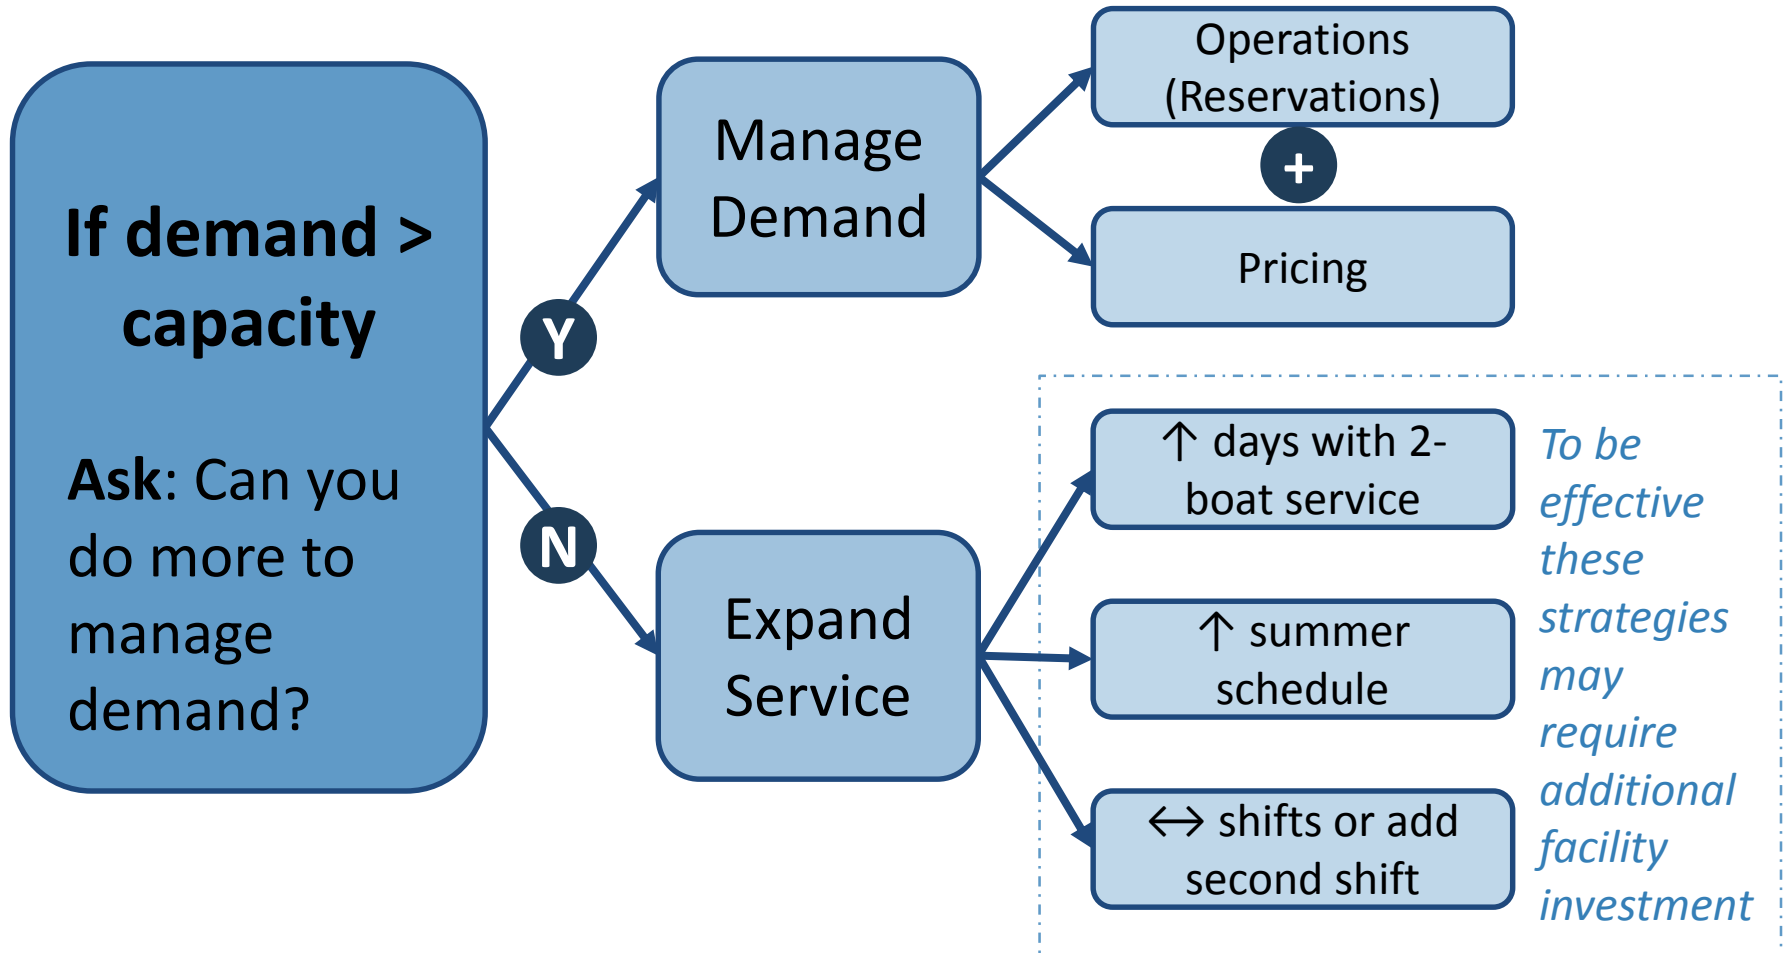 If demand >
capacity
Ask: Can you
do more to
manage
demand?
Y
N
Manage
Demand
Expand
Service
Operations
(Reservations)
+
Pricing
↑ days with 2-
boat service
↑ summer
schedule
↔ shifts or add
second shift
To be
effective
these
strategies
may
require
additional
facility
investment